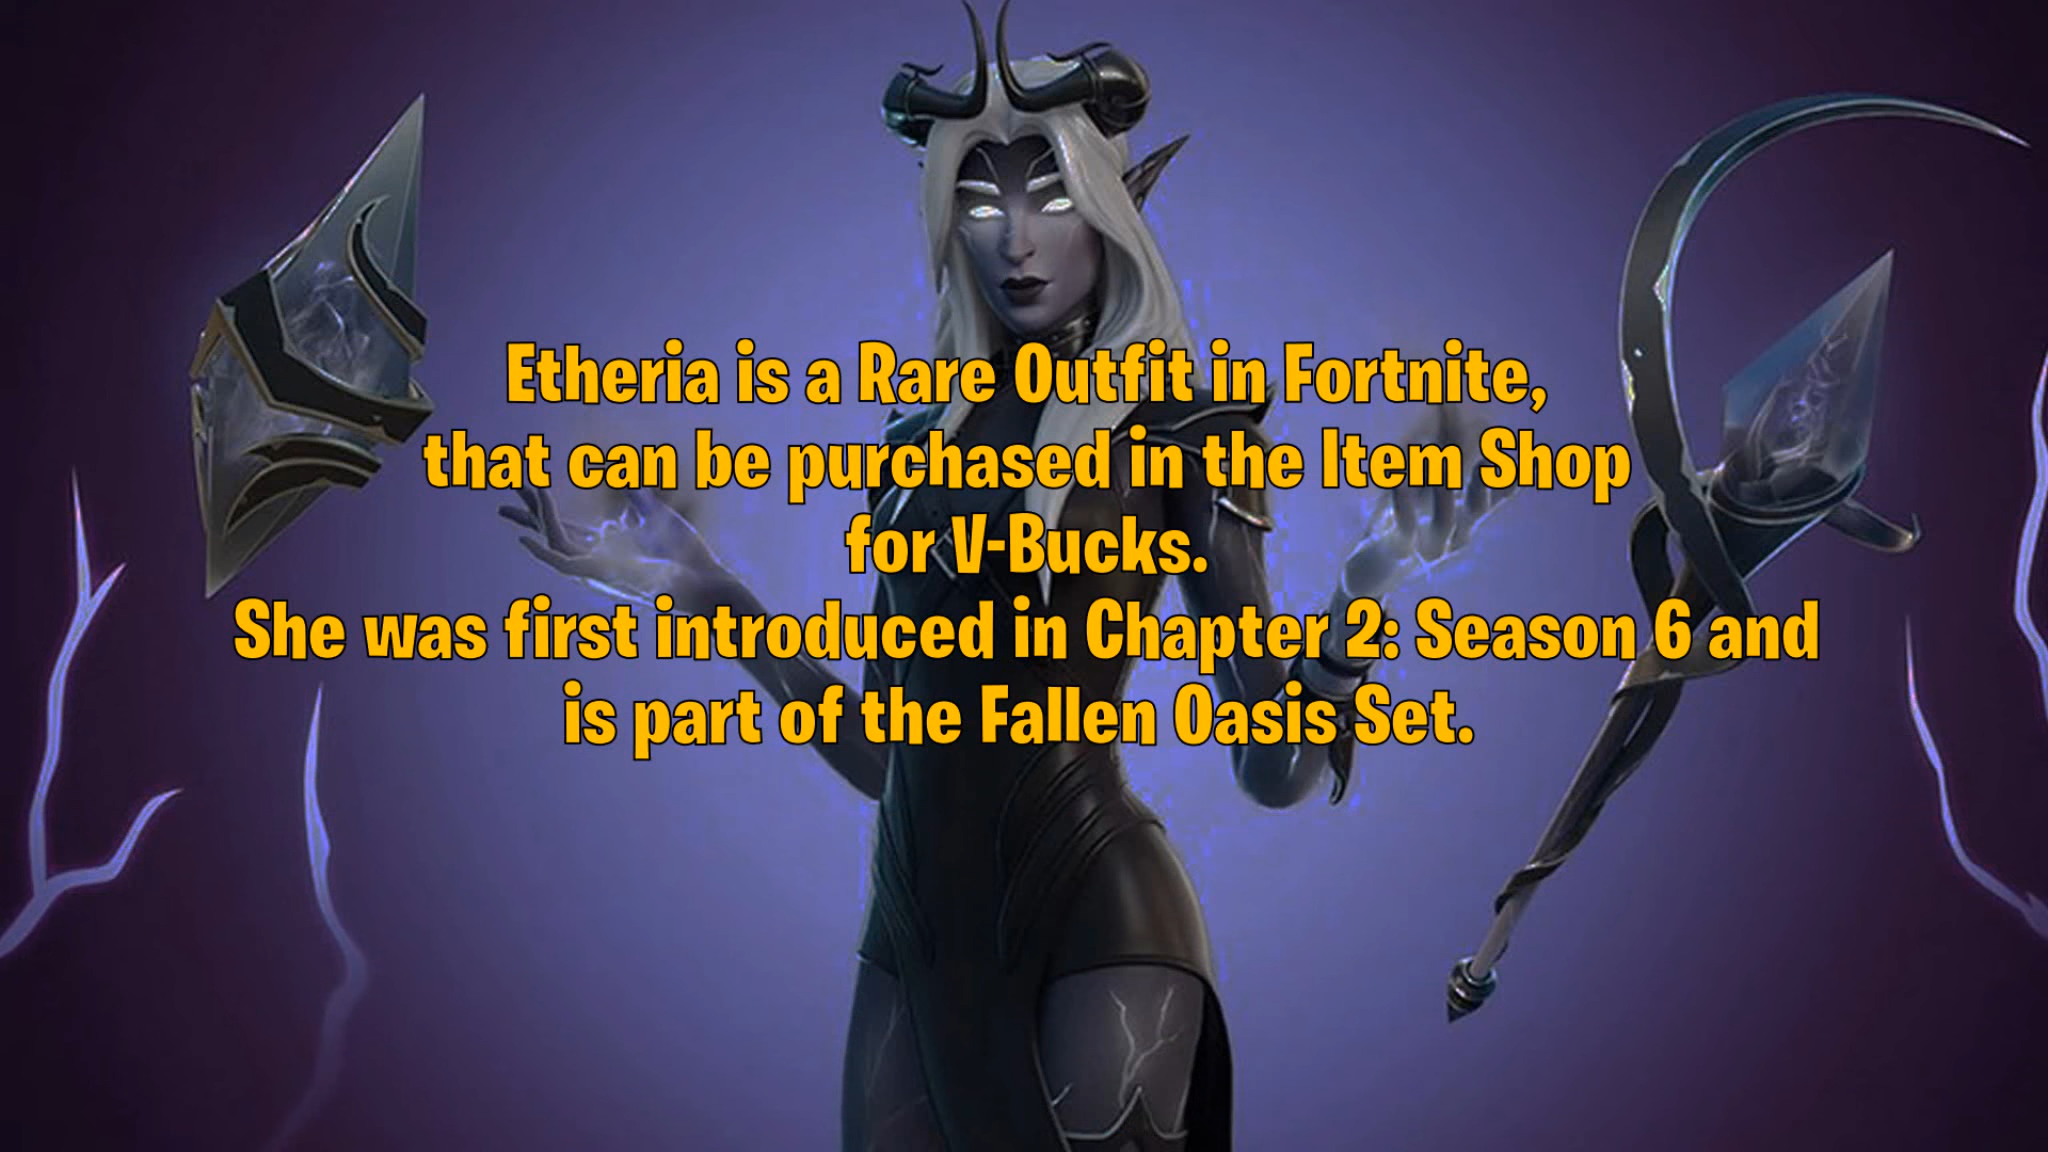 Etheria is a Rare Outfit in Fortnite,
that can be purchased in the Item Shop
for V-Bucks.
She was first introduced in Chapter 2: Season 6 and
is part of the Fallen Oasis Set.